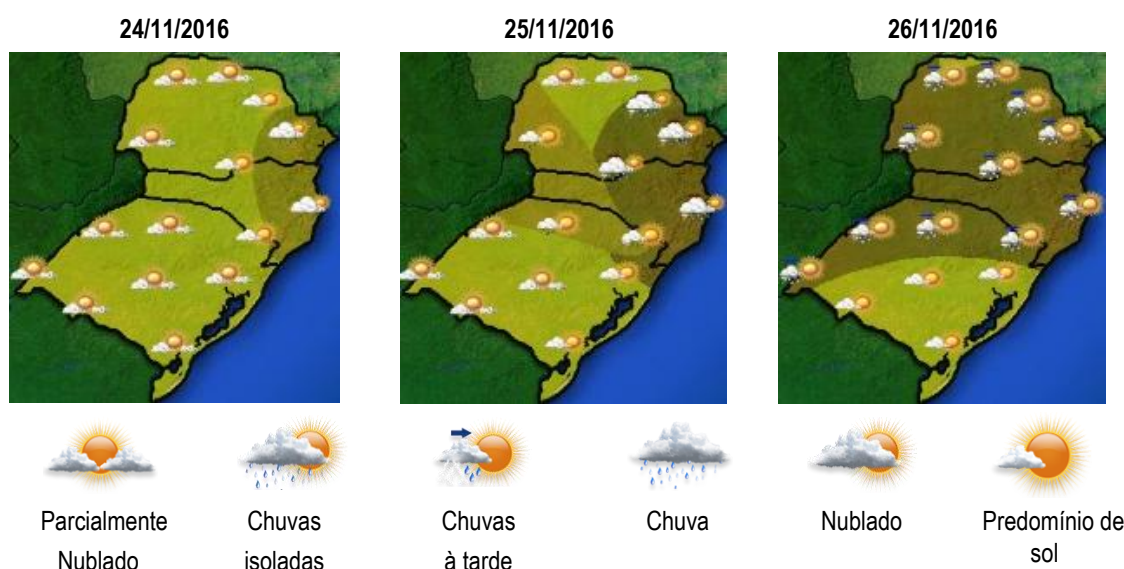 24/11/2016
25/11/2016
26/11/2016
Parcialmente
Nublado
Chuvas
isoladas
Chuvas
à tarde
Chuva
Nublado
Predomínio de
sol